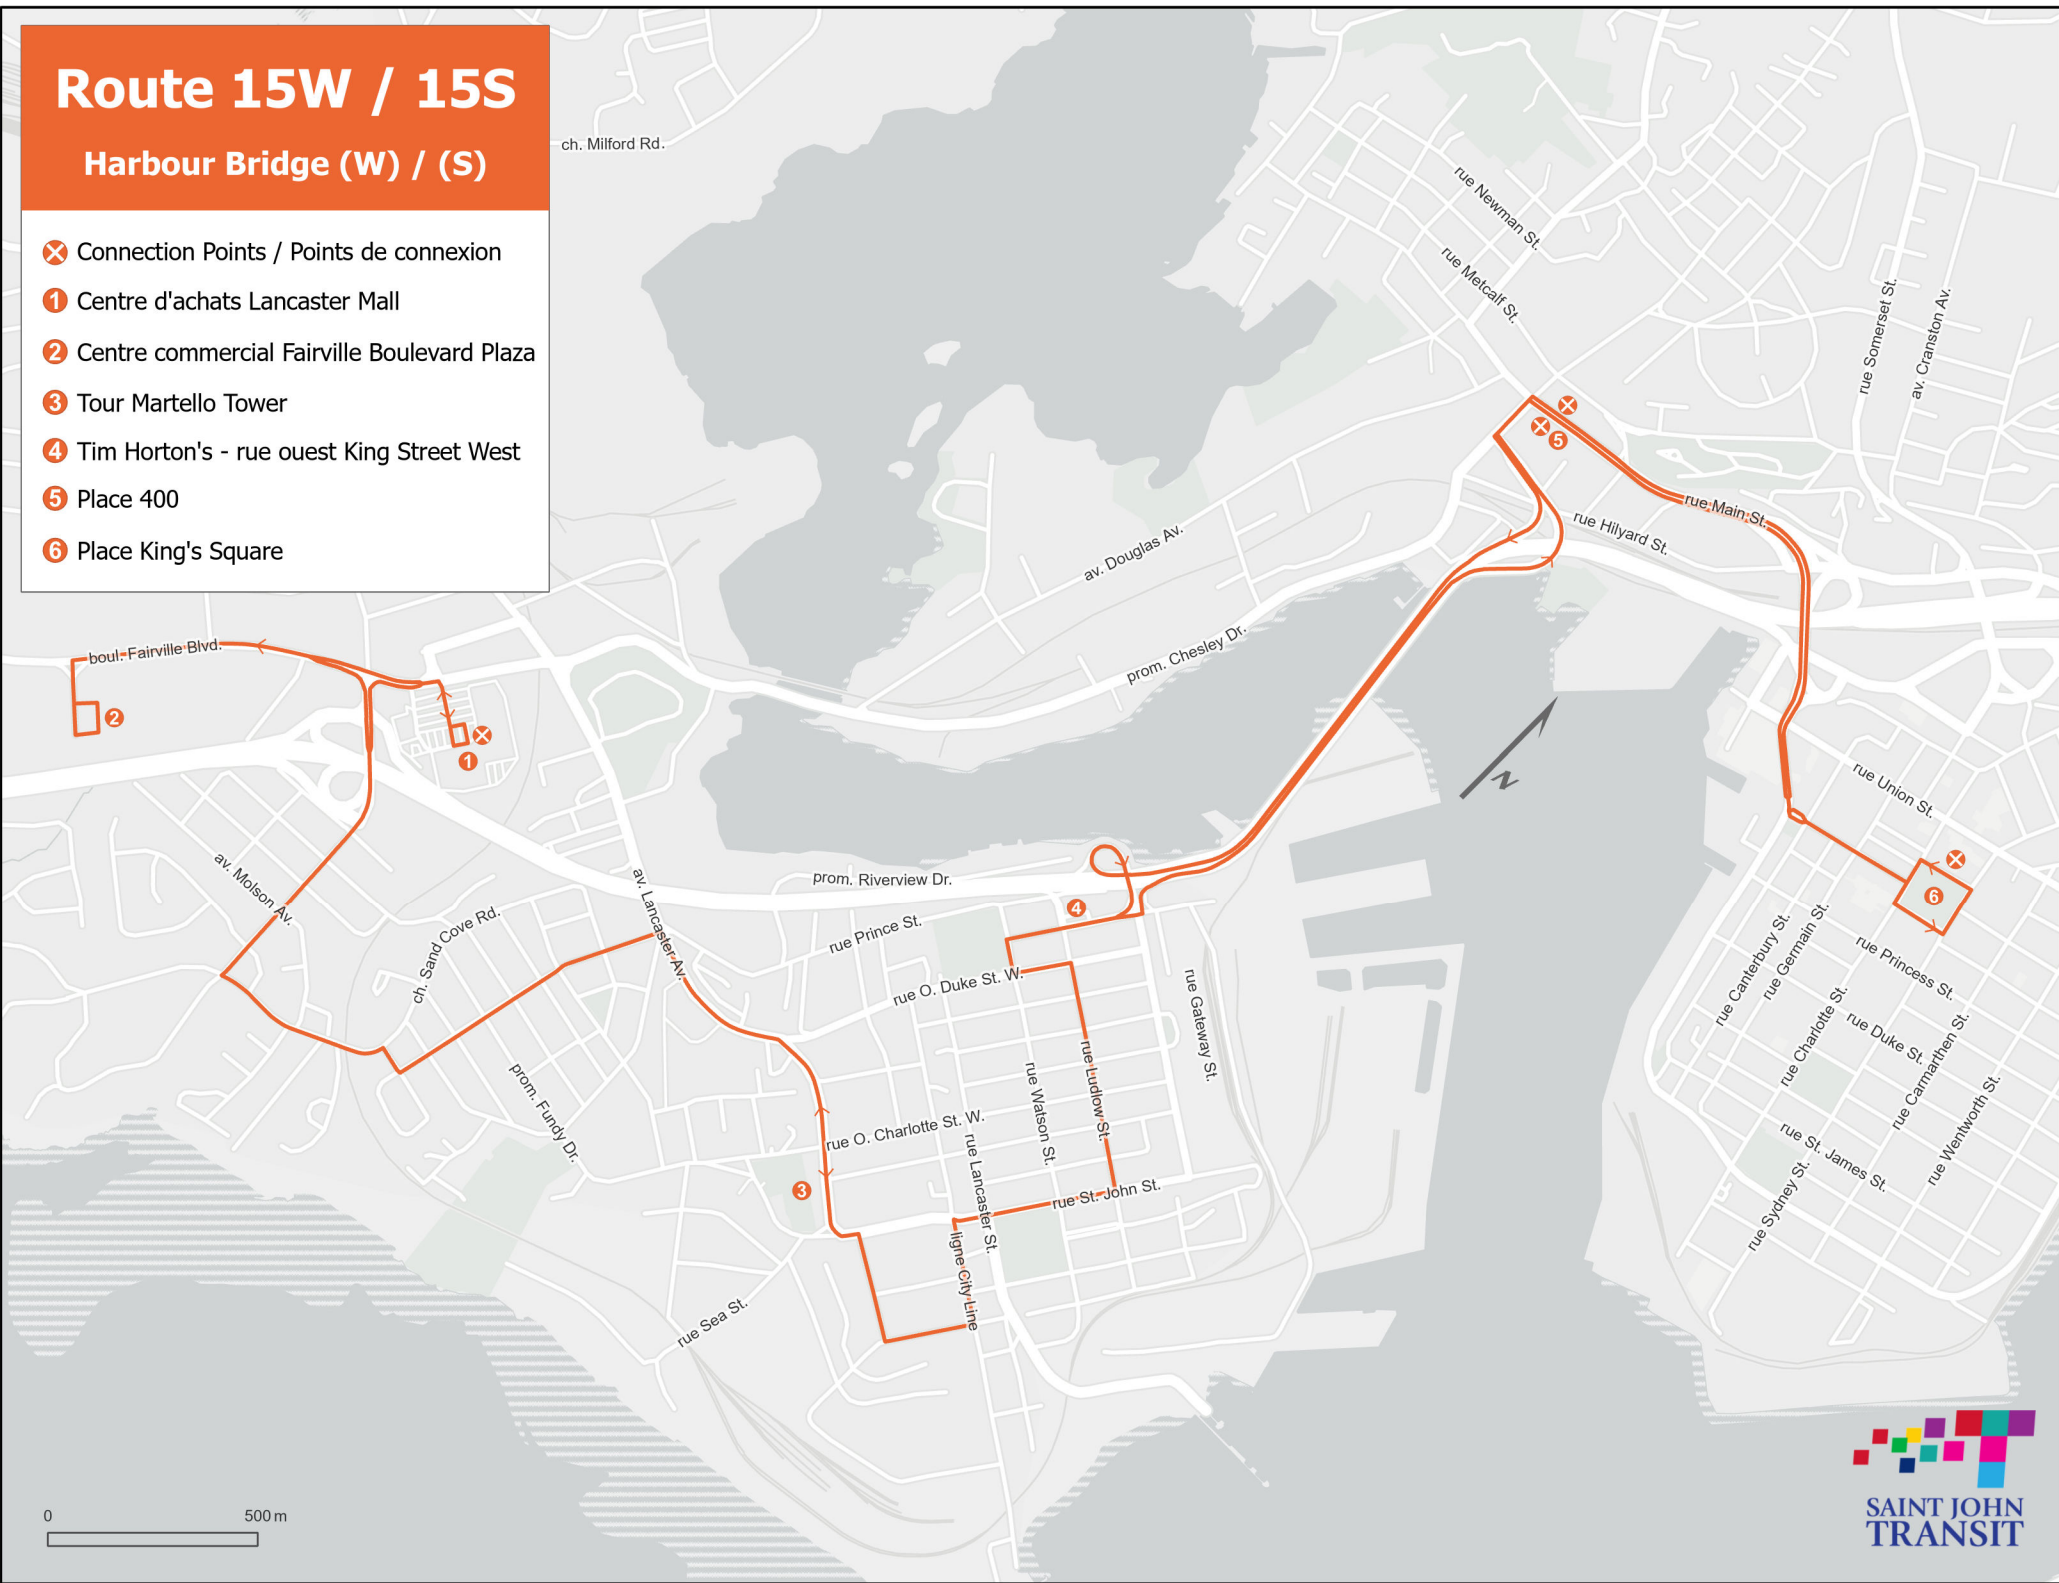 Route 15W / 15S
Harbour Bridge (W) / (S)
Connection Points / Points de connexion
1 Centre d'achats Lancaster Mall
2 Centre commercial Fairville Boulevard Plaza
3 Tour Martello Tower
4 Tim Horton's - rue ouest King Street West
5 Place 400
6 Place King's Square
ch. Milford Rd.
rue Newman St.
rue Metcalf St.
rue Somerset St.
av. Cranston Av.
5
rue Main St.
rue Hilyard St.
av. Douglas Av.
prom. Chesley Dr.
boul. Fairville Blvd.
2
1
N
rue Union St.
av. Molson Av.
ch. Sand Cove Rd.
av. Lancaster Av.
prom. Riverview Dr.
4
6
rue Prince St.
rue O. Duke St. W.
rue Gateway St.
rue Canterbury St.
rue Germain St.
rue Princess St.
rue Charlotte St.
rue Duke St.
rue Carmarthen St.
rue Wentworth St.
prom. Fundy Dr.
rue Watson St.
rue Ludlow St.
rue O. Charlotte St. W.
rue Lancaster St.
3
rue St. John St.
rue St. James St.
rue Sydney St.
ligne City Line
rue Sea St.
0 500 m
SAINT JOHN
TRANSIT